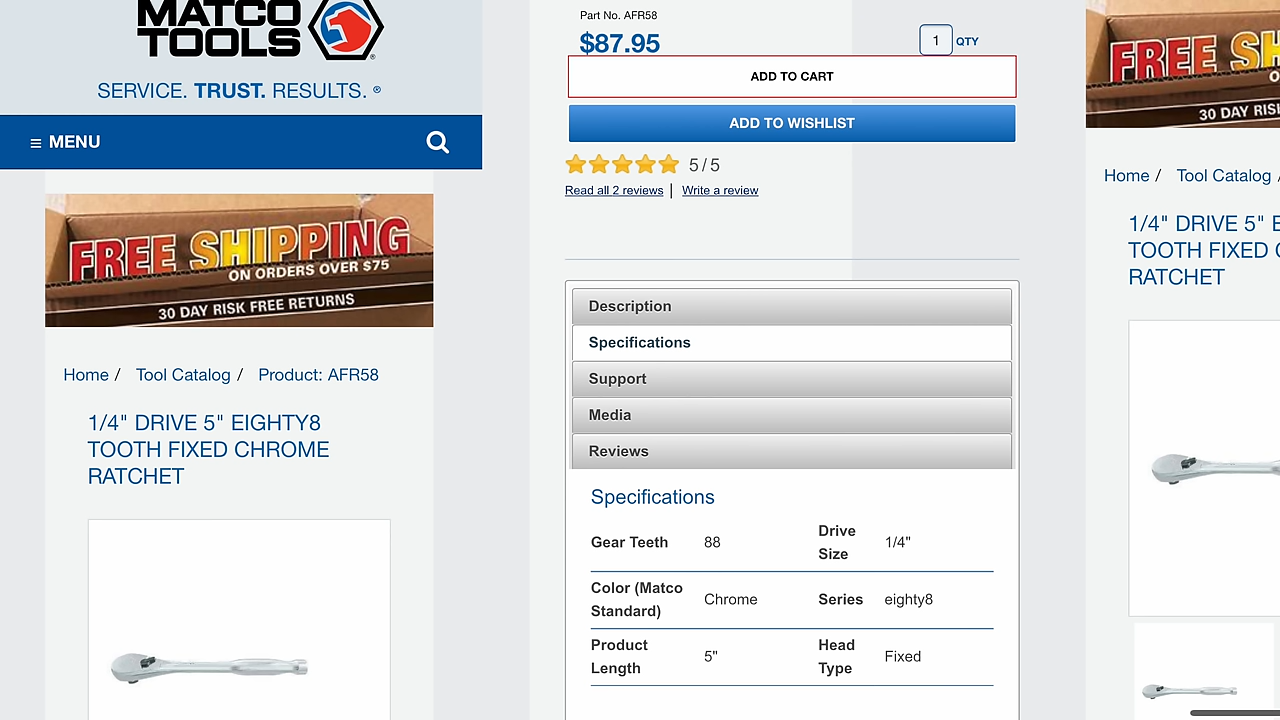 MATCO
TOOLS
SERVICE. TRUST. RESULTS. ®
≡ MENU
FREE SHIPPING
ON ORDERS OVER $75
30 DAY RISK FREE RETURNS
Home / Tool Catalog / Product: AFR58
1/4" DRIVE 5" EIGHTY8
TOOTH FIXED CHROME
RATCHET
Part No. AFR58
$87.95
1 QTY
ADD TO CART
ADD TO WISHLIST
5 / 5
Read all 2 reviews | Write a review
Description
Specifications
Support
Media
Reviews
Specifications
Gear Teeth 88 Drive Size 1/4"
Color (Matco Standard) Chrome Series eighty8
Product Length 5" Head Type Fixed
FREE SH
O
30 DAY RIS
Home / Tool Catalog /
1/4" DRIVE 5" E
TOOTH FIXED C
RATCHET